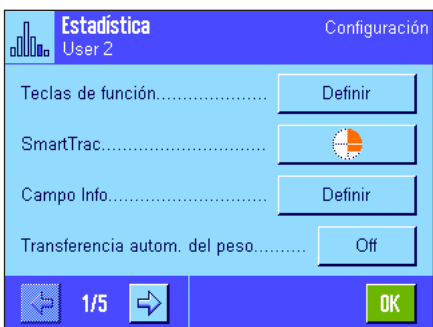 Estadística Configuración
User 2
Teclas de función..................... Definir
SmartTrac..............................
Campo Info............................. Definir
Transferencia autom. del peso.......... Off
1/5 OK